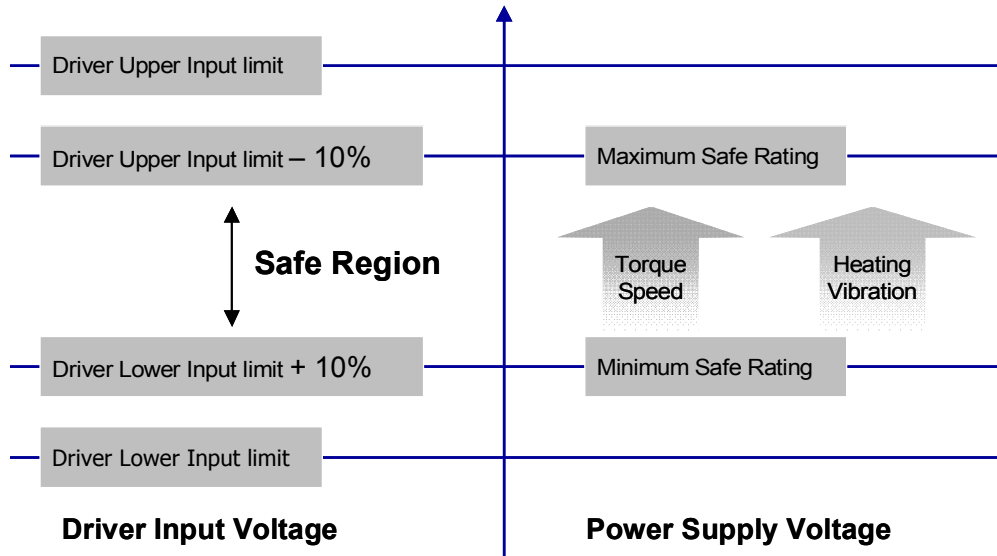 Driver Upper Input limit
Driver Upper Input limit – 10%
Maximum Safe Rating
Safe Region
Torque
Speed
Heating
Vibration
Driver Lower Input limit + 10%
Minimum Safe Rating
Driver Lower Input limit
Driver Input Voltage
Power Supply Voltage